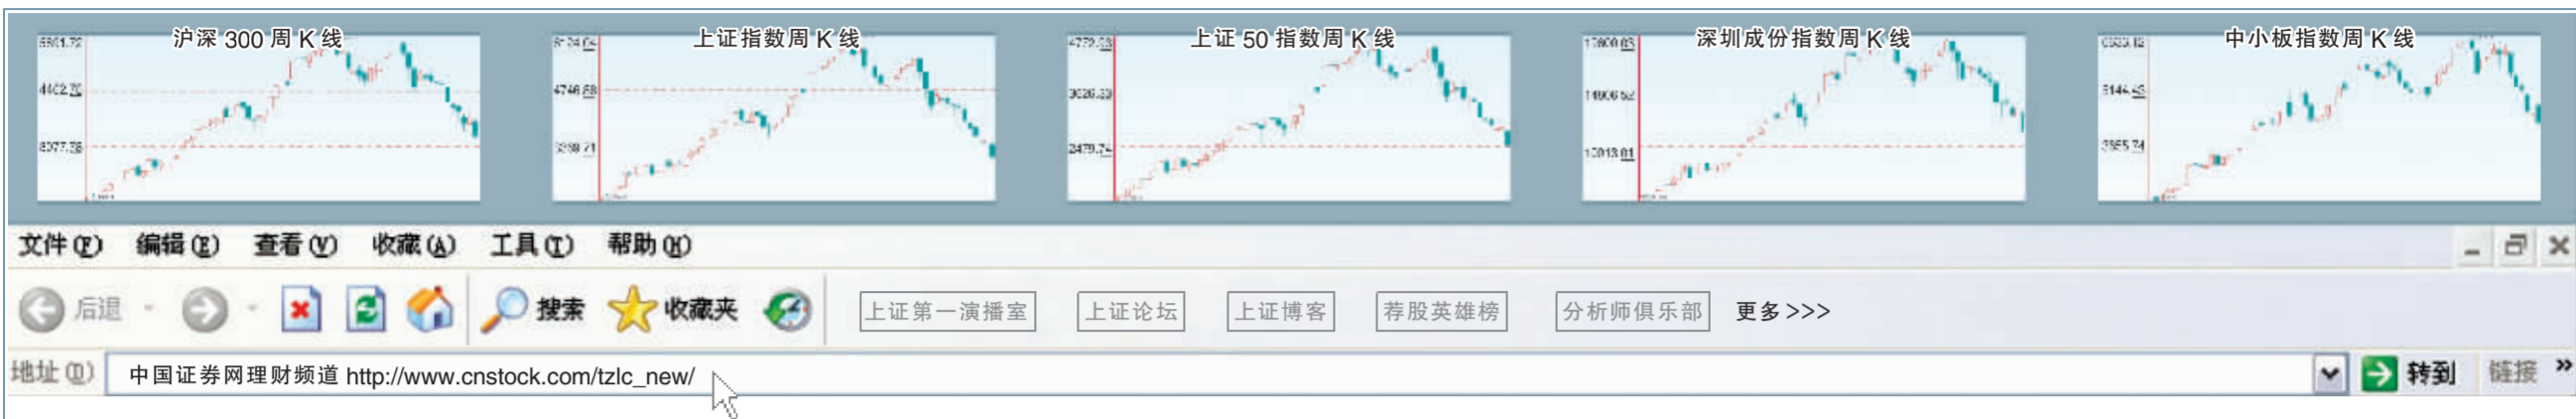 沪深 300 周 K 线
上证指数周 K 线
上证 50 指数周 K 线
深圳成份指数周 K 线
中小板指数周 K 线
文件(F) 编辑(E) 查看(V) 收藏(A) 工具(T) 帮助(H)
后退 搜索 收藏夹 上证第一演播室 上证论坛 上证博客 荐股英雄榜 分析师俱乐部 更多>>>
地址(D) 中国证券网理财频道 http://www.cnstock.com/tzlc_new/ 转到 链接 »